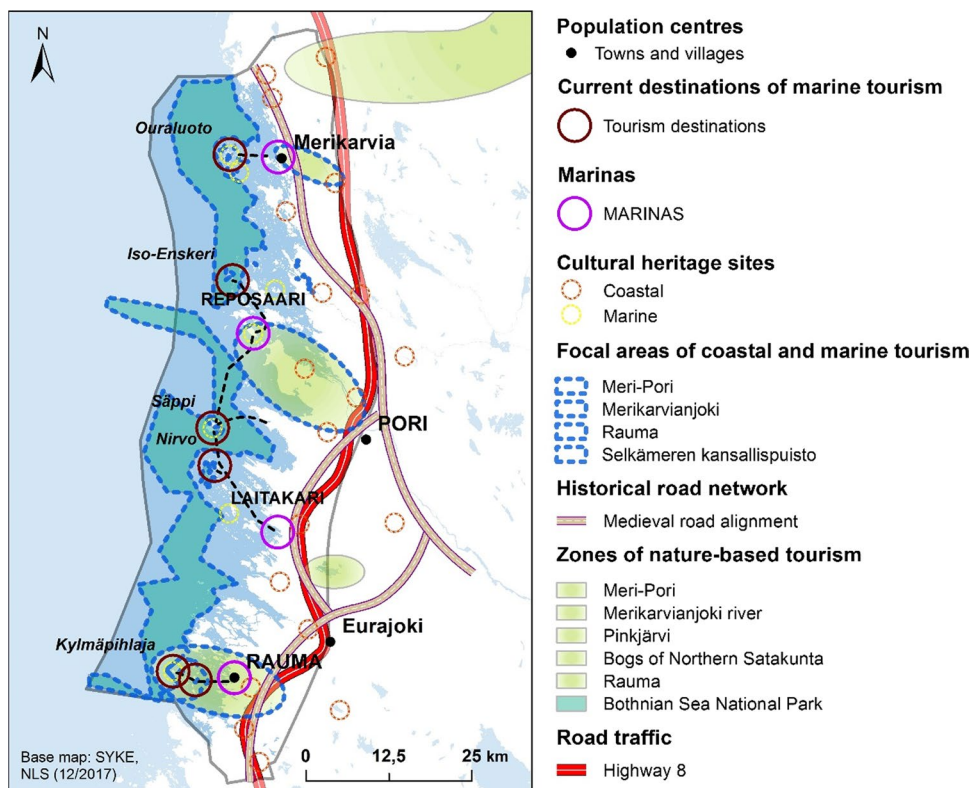 N
Ouraluoto
Merikarvia
Iso-Enskeri
REPOSAARI
Säppi
Nirvo
PORI
LAITAKARI
Eurajoki
Kylmäpihlaja
RAUMA
Base map: SYKE,
NLS (12/2017)
0 12,5 25 km
Population centres
Towns and villages
Current destinations of marine tourism
Tourism destinations
Marinas
MARINAS
Cultural heritage sites
Coastal
Marine
Focal areas of coastal and marine tourism
Meri-Pori
Merikarvianjoki
Rauma
Selkämeren kansallispuisto
Historical road network
Medieval road alignment
Zones of nature-based tourism
Meri-Pori
Merikarvianjoki river
Pinkjärvi
Bogs of Northern Satakunta
Rauma
Bothnian Sea National Park
Road traffic
Highway 8